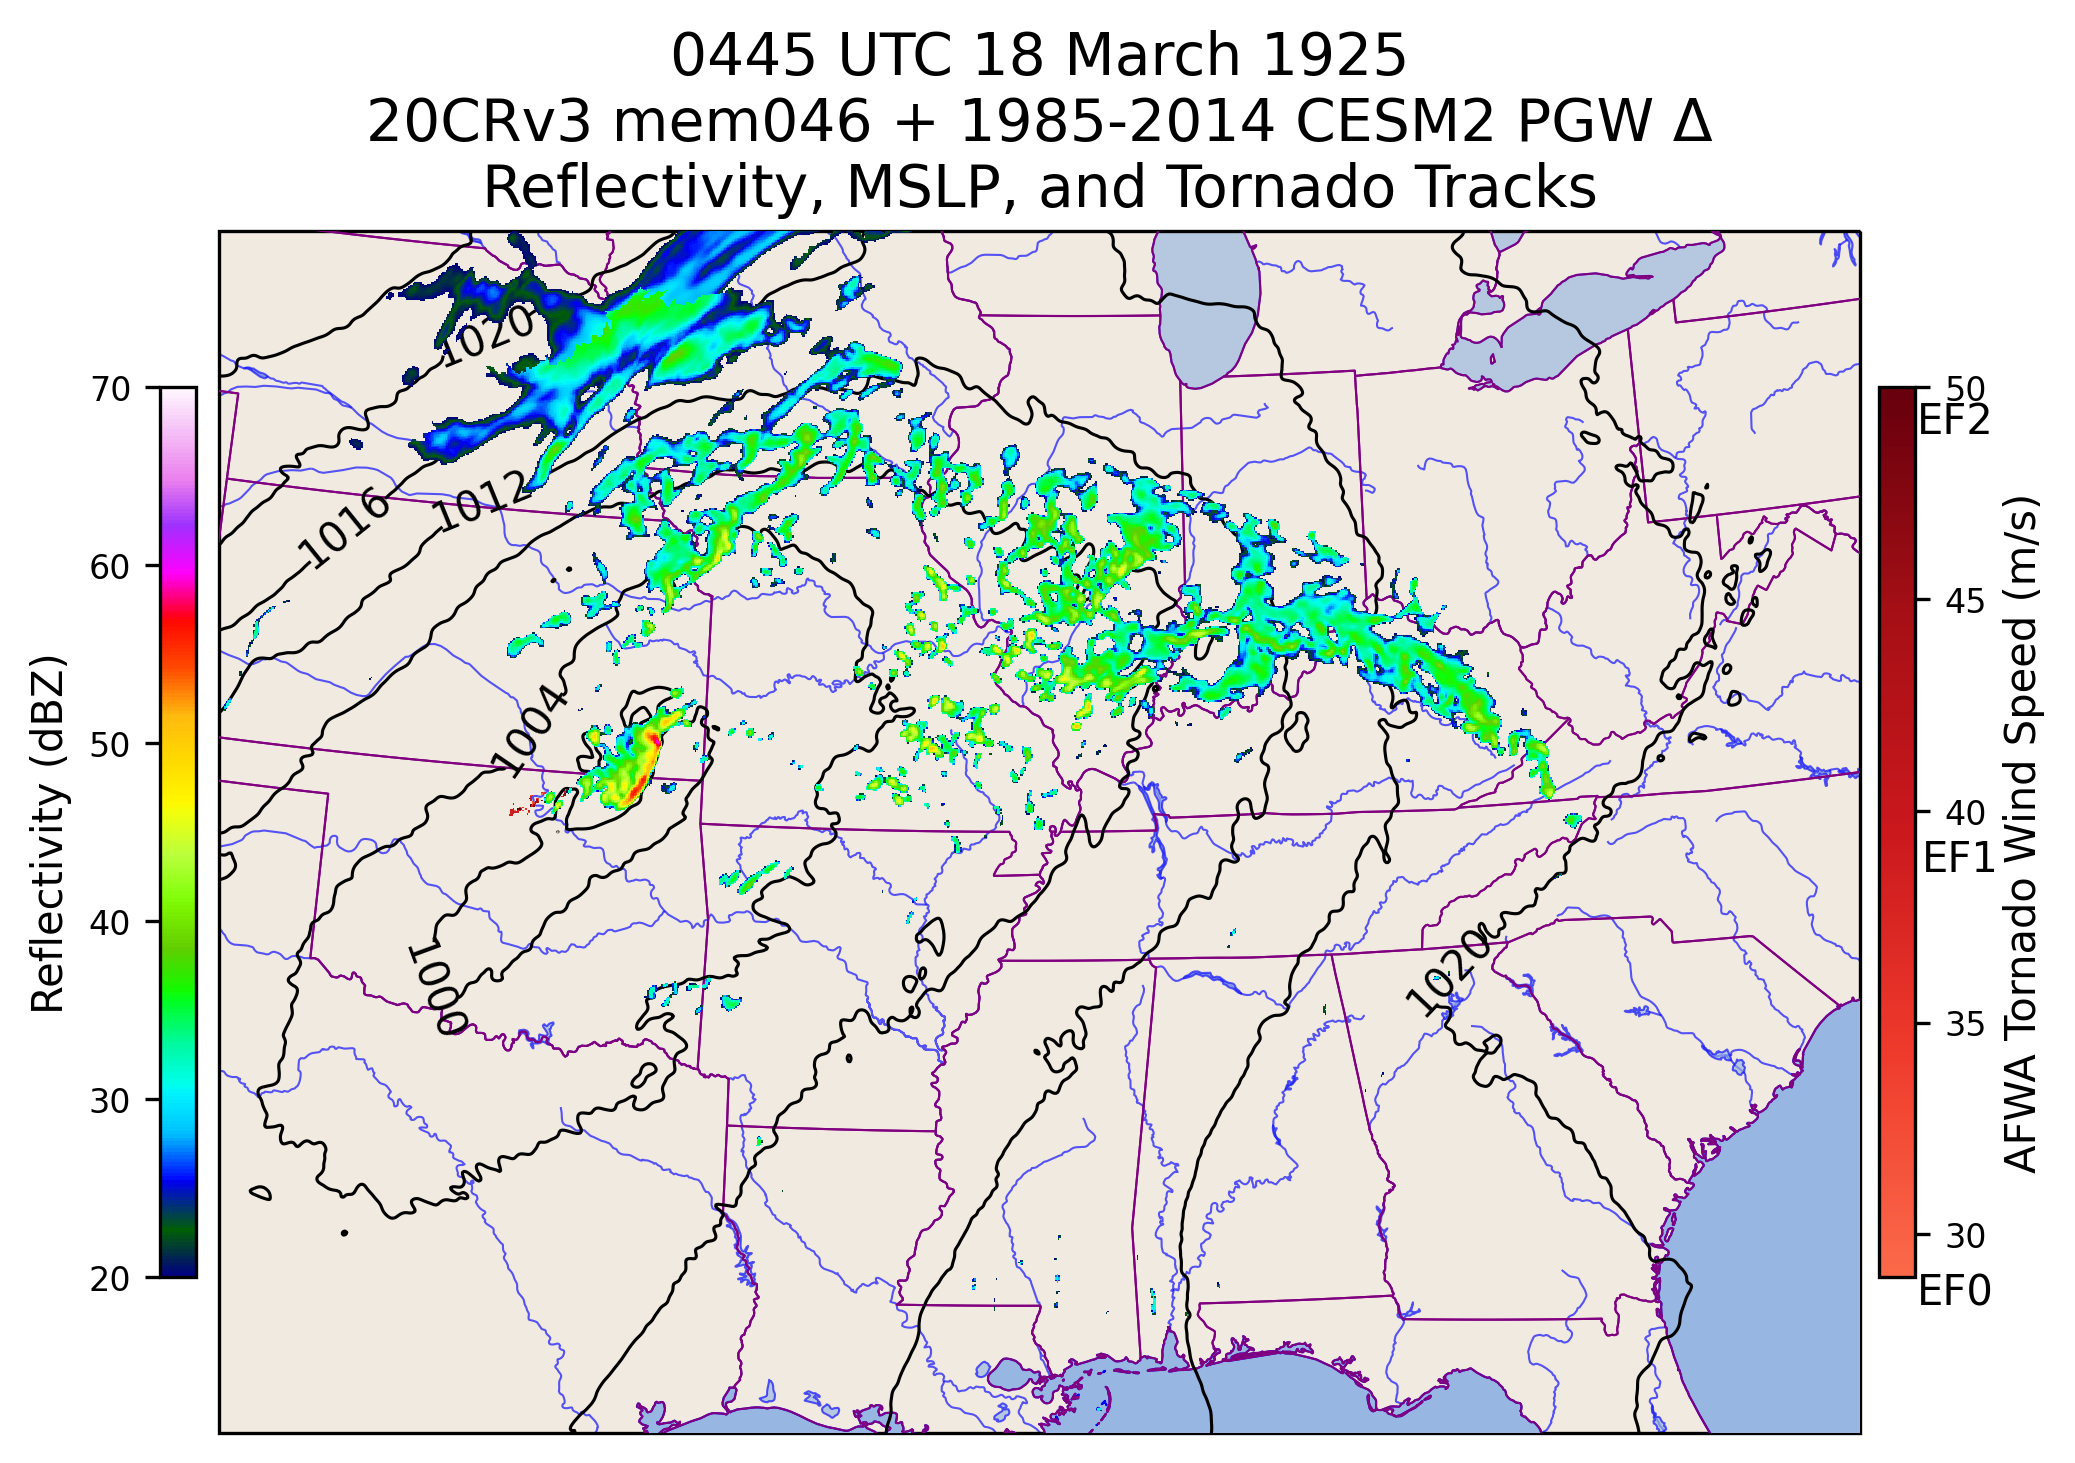 0445 UTC 18 March 1925
20CRv3 mem046 + 1985-2014 CESM2 PGW Δ
Reflectivity, MSLP, and Tornado Tracks
Reflectivity (dBZ)
70
60
50
40
30
20
1020
1016
1012
1004
1000
1020
50
EF2
45
40
EF1
35
30
EF0
AFWA Tornado Wind Speed (m/s)